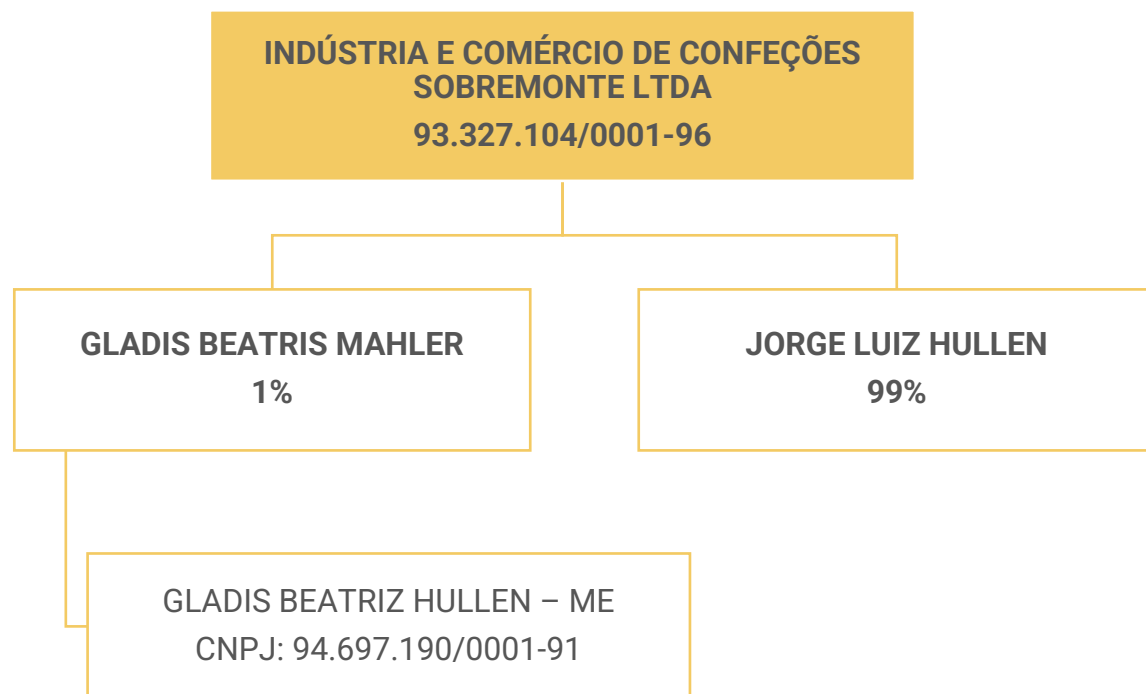 INDÚSTRIA E COMÉRCIO DE CONFEÇÕES
SOBREMONTE LTDA
93.327.104/0001-96
GLADIS BEATRIS MAHLER
1%
JORGE LUIZ HULLEN
99%
GLADIS BEATRIZ HULLEN – ME
CNPJ: 94.697.190/0001-91